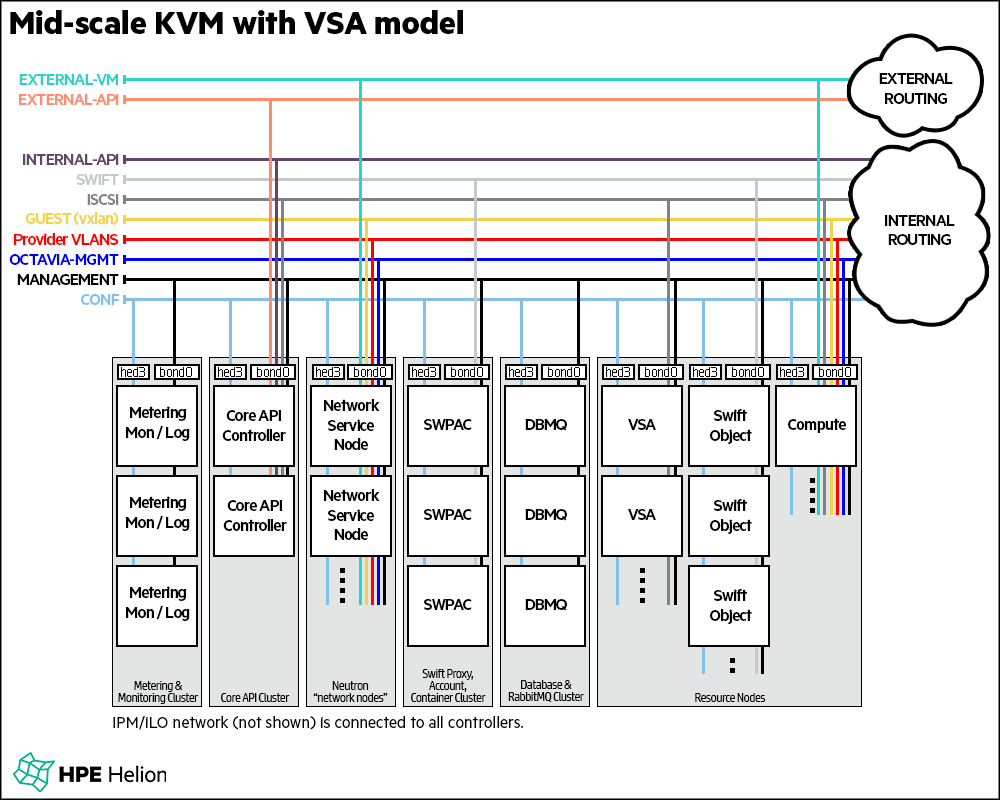 Mid-scale KVM with VSA model
EXTERNAL-VM
EXTERNAL-API
EXTERNAL
ROUTING
INTERNAL-API
SWIFT
ISCSI
GUEST (vxlan)
Provider VLANS
OCTAVIA-MGMT
MANAGEMENT
CONF
INTERNAL
ROUTING
hed3 bond0 hed3 bond0 hed3 bond0 hed3 bond0 hed3 bond0 hed3 bond0 hed3 bond0 hed3 bond0
Metering
Mon / Log
Core API
Controller
Network
Service
Node
SWPAC
DBMQ
VSA
Swift
Object
Compute
Metering
Mon / Log
Core API
Controller
Network
Service
Node
SWPAC
DBMQ
VSA
Swift
Object
Metering
Mon / Log
SWPAC
DBMQ
Swift
Object
Metering &
Monitoring Cluster
Core API Cluster
Neutron
"network nodes"
Swift Proxy,
Account,
Container Cluster
Database &
RabbitMQ Cluster
Resource Nodes
IPM/ILO network (not shown) is connected to all controllers.
HPE Helion